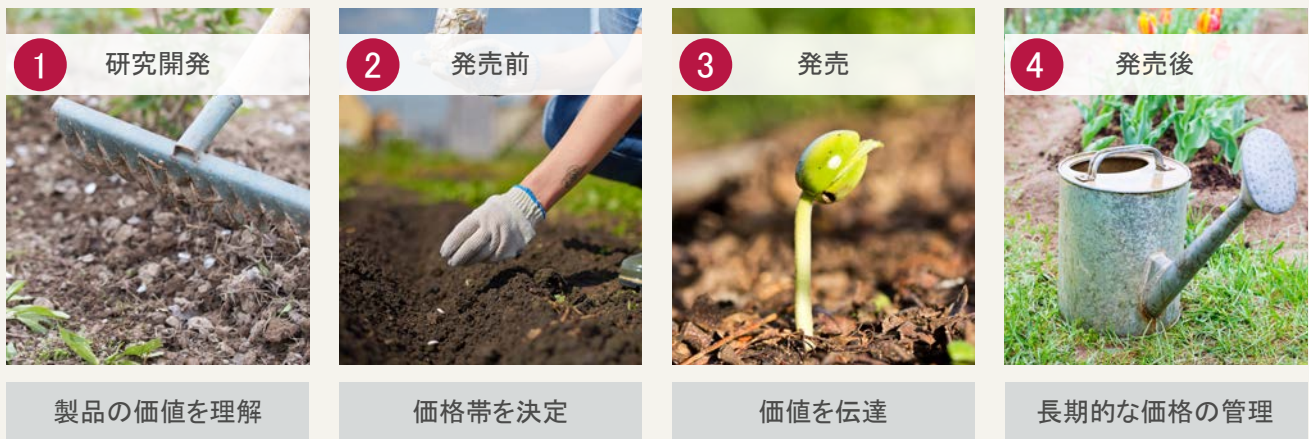 1 研究開発
2 発売前
3 発売
4 発売後
製品の価値を理解
価格帯を決定
価値を伝達
長期的な価格の管理